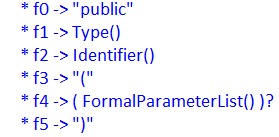 * f0 -> "public"
* f1 -> Type()
* f2 -> Identifier()
* f3 -> "("
* f4 -> ( FormalParameterList() )?
* f5 -> ")"